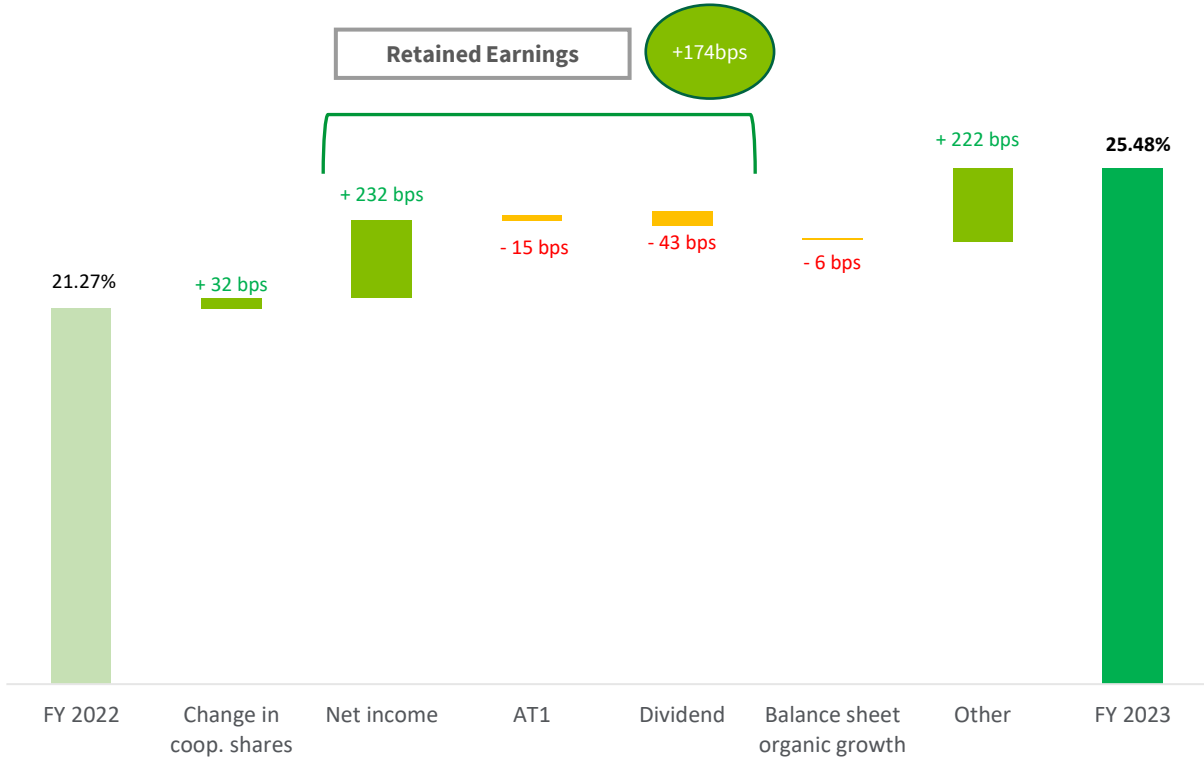 Retained Earnings
+174bps
+ 222 bps
25.48%
+ 232 bps
- 15 bps
- 43 bps
- 6 bps
21.27%
+ 32 bps
FY 2022
Change in
coop. shares
Net income
AT1
Dividend
Balance sheet
organic growth
Other
FY 2023